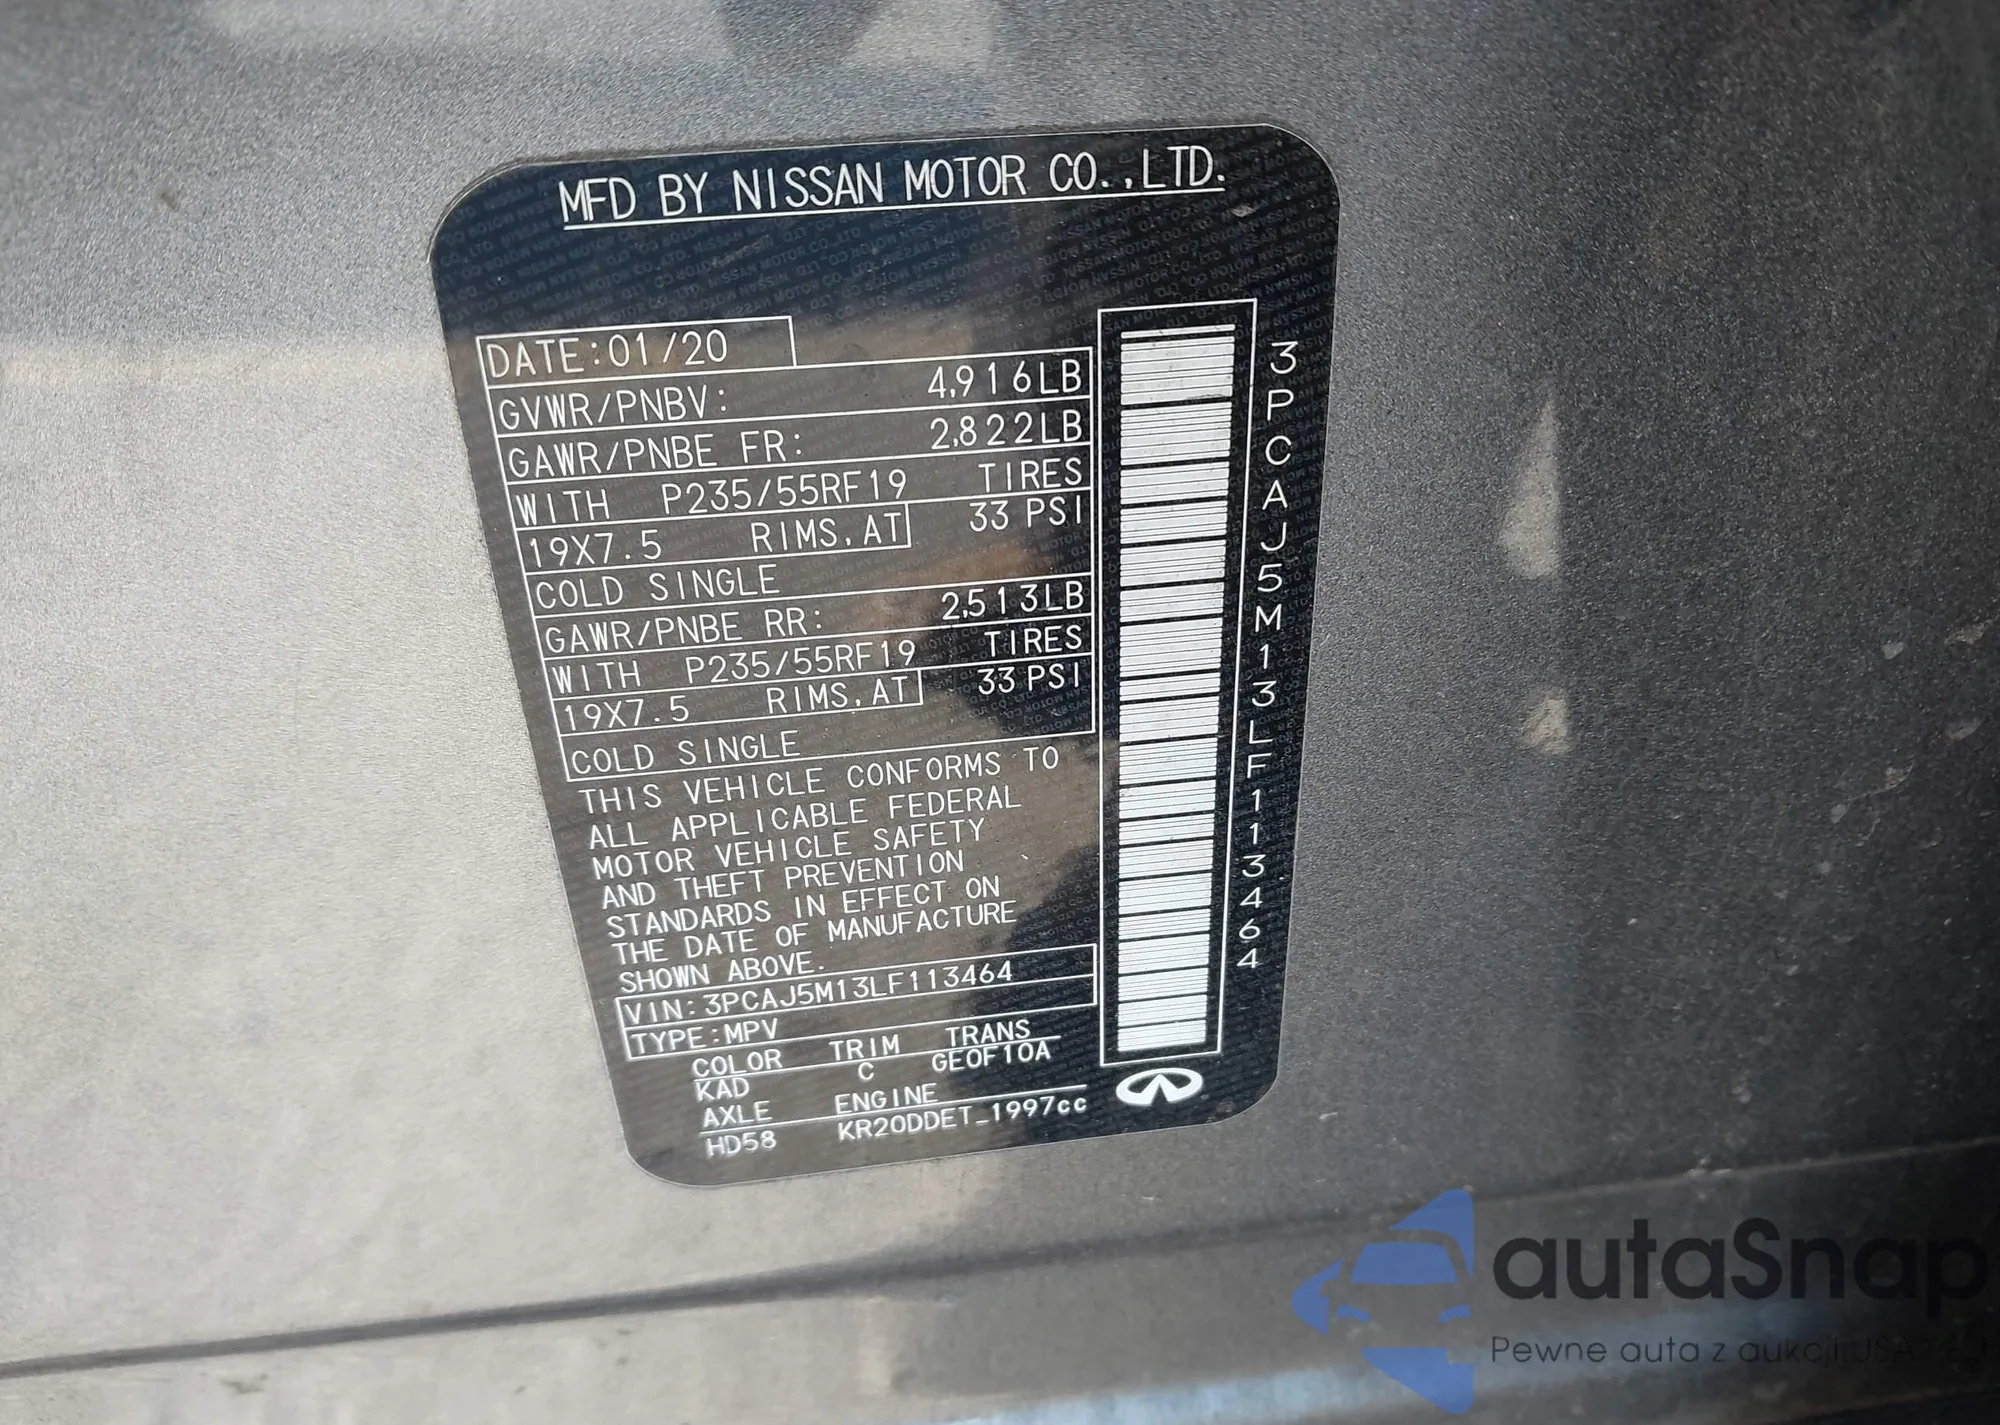 MFD BY NISSAN MOTOR CO.,LTD.
DATE:01/20
GVWR/PNBV: 4,916LB
GAWR/PNBE FR: 2,822LB
WITH P235/55RF19 TIRES
19X7.5 RIMS,AT 33 PSI
COLD SINGLE
GAWR/PNBE RR: 2,513LB
WITH P235/55RF19 TIRES
19X7.5 RIMS,AT 33 PSI
COLD SINGLE
THIS VEHICLE CONFORMS TO
ALL APPLICABLE FEDERAL
MOTOR VEHICLE SAFETY
AND THEFT PREVENTION
STANDARDS IN EFFECT ON
THE DATE OF MANUFACTURE
SHOWN ABOVE.
VIN:3PCAJ5M13LF113464
TYPE:MPV
COLOR TRIM TRANS
KAD C GE0F10A
AXLE ENGINE
HD58 KR20DDET_1997cc
3PCAJ5M13LF113464
autaSnap
Pewne auta z aukcji USA